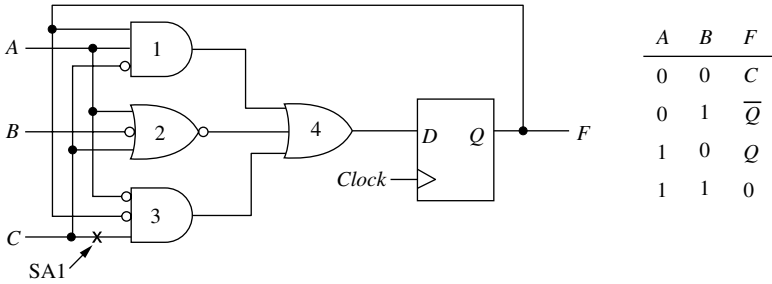 A
B
C
1
2
3
4
D Q
Clock
F
SA1
x
A B F
0 0 C
0 1 Q̅
1 0 Q
1 1 0